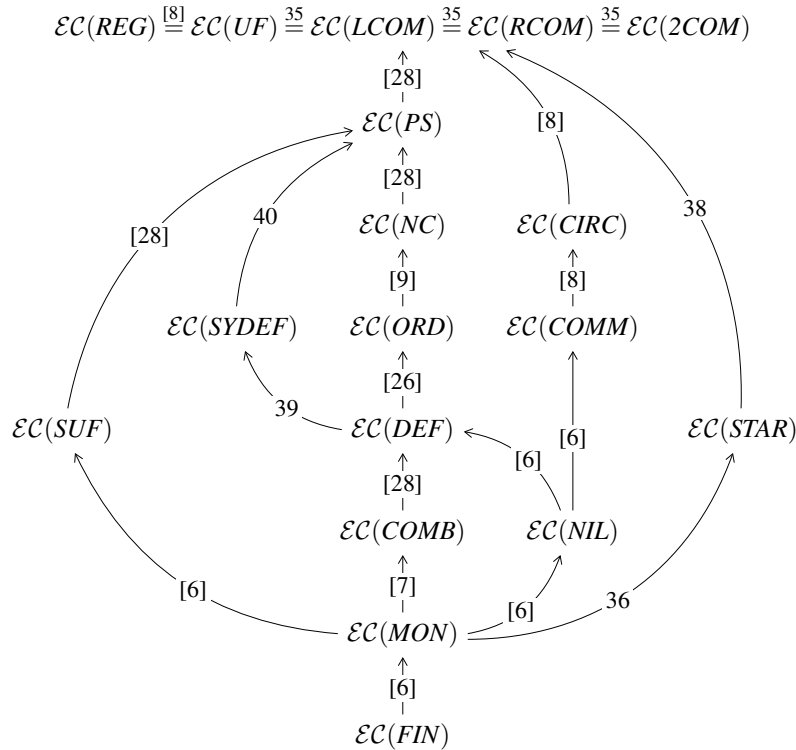 ℰ𝒞(REG) [8]= ℰ𝒞(UF) 35= ℰ𝒞(LCOM) 35= ℰ𝒞(RCOM) 35= ℰ𝒞(2COM)
[28]
[8]
ℰ𝒞(PS)
[28]
38
40
[28]
ℰ𝒞(NC)
ℰ𝒞(CIRC)
[9]
[8]
ℰ𝒞(SYDEF)
ℰ𝒞(ORD)
ℰ𝒞(COMM)
[26]
39
ℰ𝒞(SUF)
ℰ𝒞(DEF)
[6]
ℰ𝒞(STAR)
[6]
[28]
ℰ𝒞(COMB)
ℰ𝒞(NIL)
[6]
[7]
[6]
36
ℰ𝒞(MON)
[6]
ℰ𝒞(FIN)